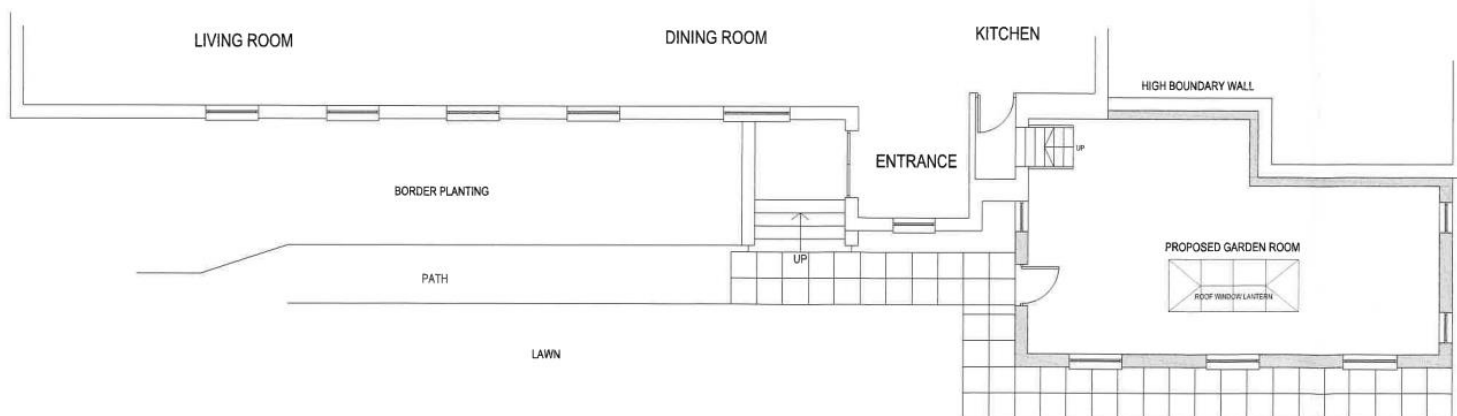 LIVING ROOM
DINING ROOM
KITCHEN
HIGH BOUNDARY WALL
UP
ENTRANCE
BORDER PLANTING
PROPOSED GARDEN ROOM
UP
PATH
ROOF WINDOW LANTERN
LAWN